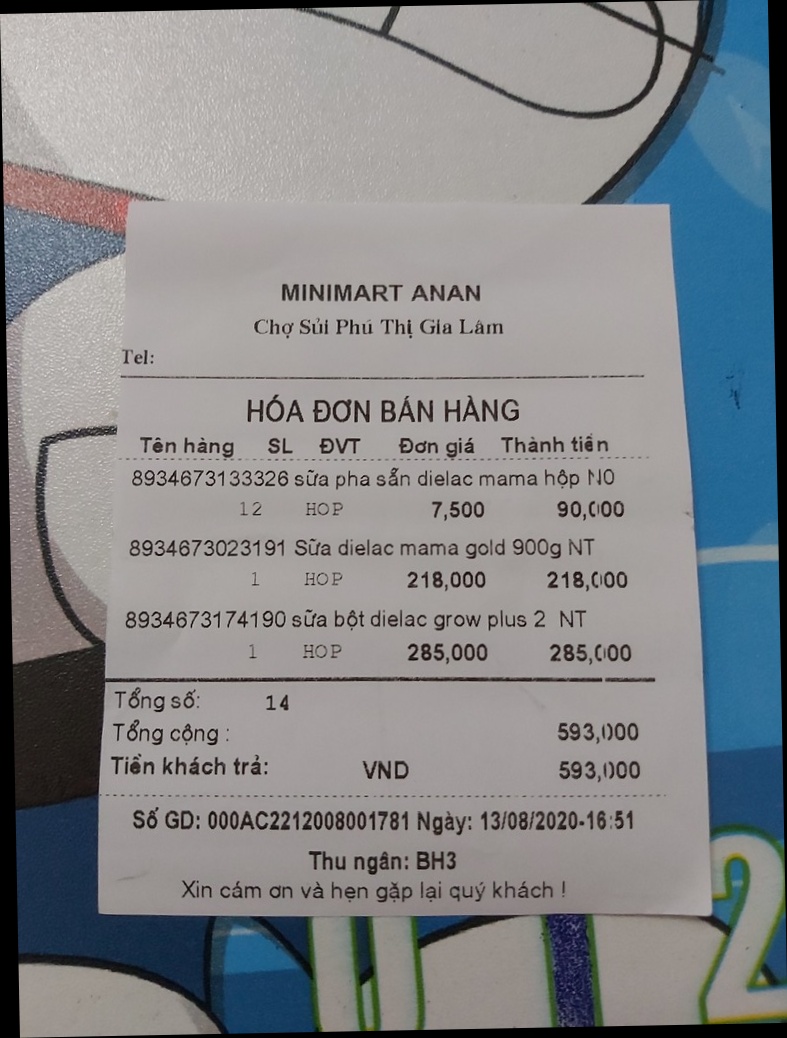 MINIMART ANAN
Chợ Sủi Phú Thị Gia Lâm
Tel:
HÓA ĐƠN BÁN HÀNG
Tên hàng SL ĐVT Đơn giá Thành tiền
8934673133326 sữa pha sẵn dielac mama hộp N0
12 HOP 7,500 90,000
8934673023191 Sữa dielac mama gold 900g NT
1 HOP 218,000 218,000
8934673174190 sữa bột dielac grow plus 2 NT
1 HOP 285,000 285,000
Tổng số: 14
Tổng cộng : 593,000
Tiền khách trả: VND 593,000
Số GD: 000AC2212008001781 Ngày: 13/08/2020-16:51
Thu ngân: BH3
Xin cám ơn và hẹn gặp lại quý khách !
2